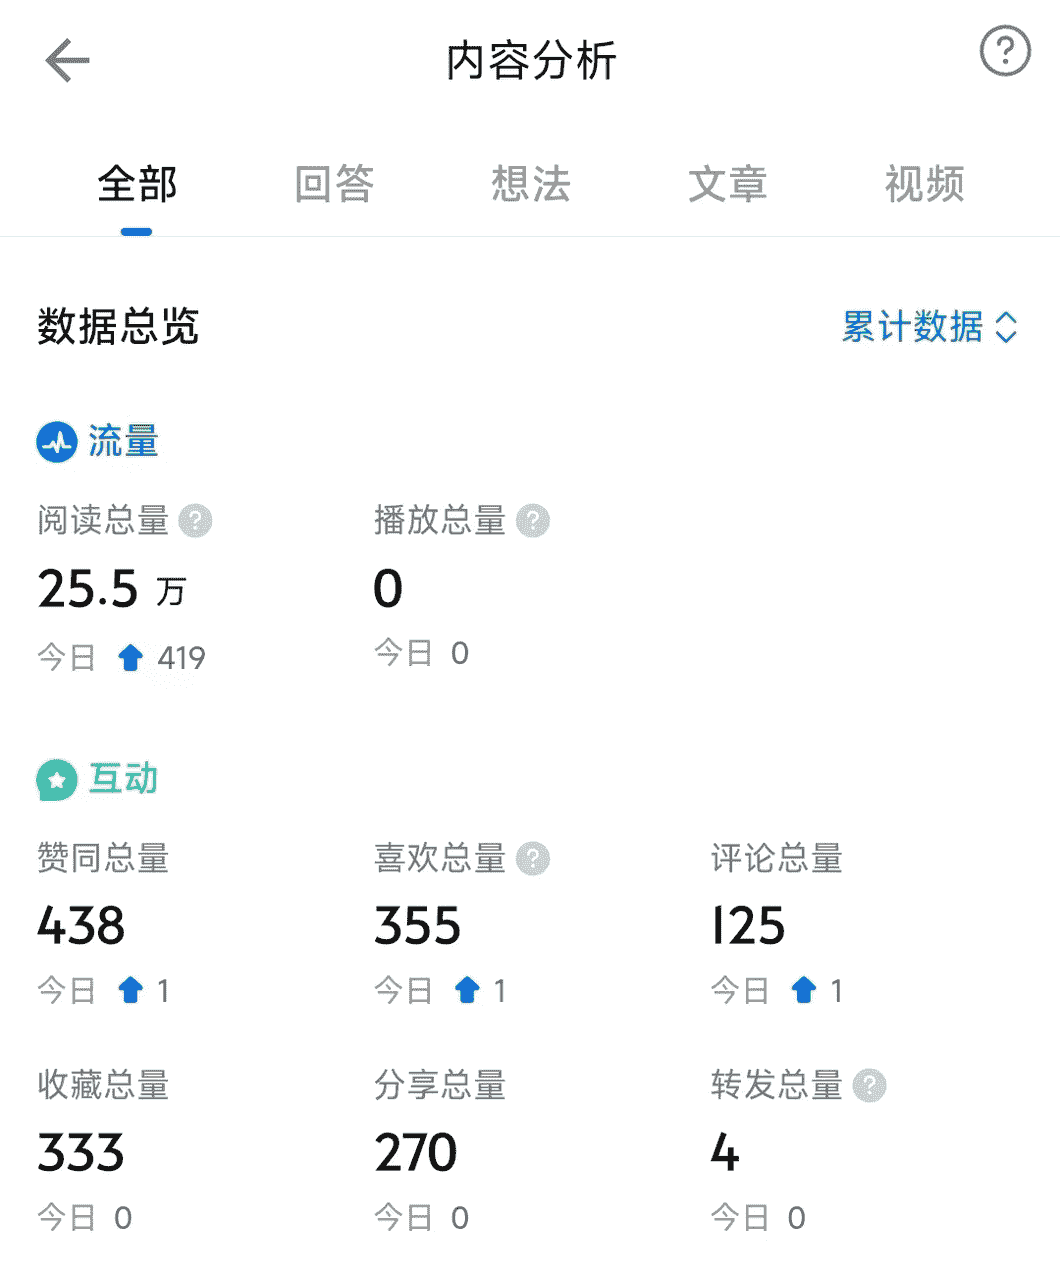 内容分析
全部 回答 想法 文章 视频
数据总览 累计数据
流量
阅读总量 ? 播放总量 ?
25.5 万 0
今日 419 今日 0
互动
赞同总量 喜欢总量 ? 评论总量
438 355 125
今日 1 今日 1 今日 1
收藏总量 分享总量 转发总量 ?
333 270 4
今日 0 今日 0 今日 0